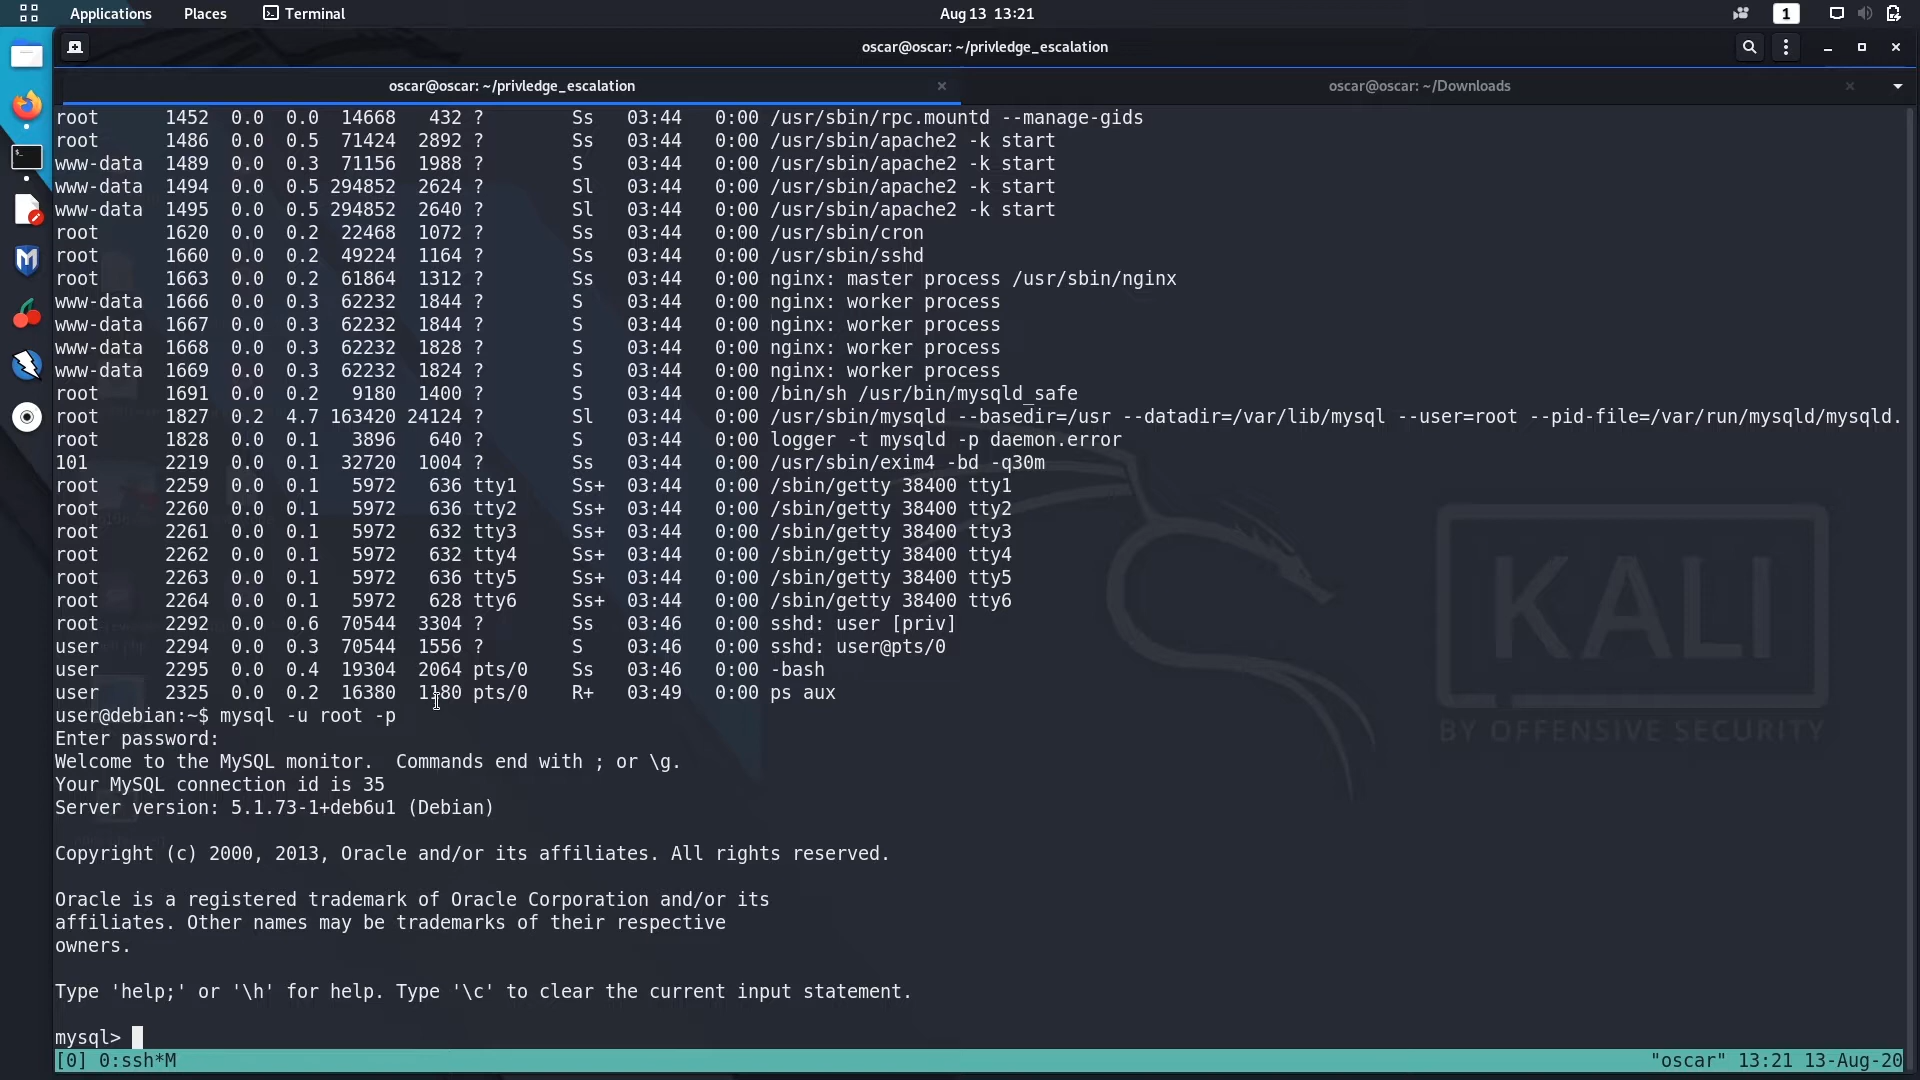 Applications Places Terminal Aug 13 13:21 1
oscar@oscar: ~/privledge_escalation
oscar@oscar: ~/privledge_escalation oscar@oscar: ~/Downloads
root 1452 0.0 0.0 14668 432 ? Ss 03:44 0:00 /usr/sbin/rpc.mountd --manage-gids
root 1486 0.0 0.5 71424 2892 ? Ss 03:44 0:00 /usr/sbin/apache2 -k start
www-data 1489 0.0 0.3 71156 1988 ? S 03:44 0:00 /usr/sbin/apache2 -k start
www-data 1494 0.0 0.5 294852 2624 ? Sl 03:44 0:00 /usr/sbin/apache2 -k start
www-data 1495 0.0 0.5 294852 2640 ? Sl 03:44 0:00 /usr/sbin/apache2 -k start
root 1620 0.0 0.2 22468 1072 ? Ss 03:44 0:00 /usr/sbin/cron
root 1660 0.0 0.2 49224 1164 ? Ss 03:44 0:00 /usr/sbin/sshd
root 1663 0.0 0.2 61864 1312 ? Ss 03:44 0:00 nginx: master process /usr/sbin/nginx
www-data 1666 0.0 0.3 62232 1844 ? S 03:44 0:00 nginx: worker process
www-data 1667 0.0 0.3 62232 1844 ? S 03:44 0:00 nginx: worker process
www-data 1668 0.0 0.3 62232 1828 ? S 03:44 0:00 nginx: worker process
www-data 1669 0.0 0.3 62232 1824 ? S 03:44 0:00 nginx: worker process
root 1691 0.0 0.2 9180 1400 ? S 03:44 0:00 /bin/sh /usr/bin/mysqld_safe
root 1827 0.2 4.7 163420 24124 ? Sl 03:44 0:00 /usr/sbin/mysqld --basedir=/usr --datadir=/var/lib/mysql --user=root --pid-file=/var/run/mysqld/mysqld.
root 1828 0.0 0.1 3896 640 ? S 03:44 0:00 logger -t mysqld -p daemon.error
101 2219 0.0 0.1 32720 1004 ? Ss 03:44 0:00 /usr/sbin/exim4 -bd -q30m
root 2259 0.0 0.1 5972 636 tty1 Ss+ 03:44 0:00 /sbin/getty 38400 tty1
root 2260 0.0 0.1 5972 636 tty2 Ss+ 03:44 0:00 /sbin/getty 38400 tty2
root 2261 0.0 0.1 5972 632 tty3 Ss+ 03:44 0:00 /sbin/getty 38400 tty3
root 2262 0.0 0.1 5972 632 tty4 Ss+ 03:44 0:00 /sbin/getty 38400 tty4
root 2263 0.0 0.1 5972 636 tty5 Ss+ 03:44 0:00 /sbin/getty 38400 tty5
root 2264 0.0 0.1 5972 628 tty6 Ss+ 03:44 0:00 /sbin/getty 38400 tty6
root 2292 0.0 0.6 70544 3304 ? Ss 03:46 0:00 sshd: user [priv]
user 2294 0.0 0.3 70544 1556 ? S 03:46 0:00 sshd: user@pts/0
user 2295 0.0 0.4 19304 2064 pts/0 Ss 03:46 0:00 -bash
user 2325 0.0 0.2 16380 1180 pts/0 R+ 03:49 0:00 ps aux
user@debian:~$ mysql -u root -p
Enter password:
Welcome to the MySQL monitor.  Commands end with ; or \g.
Your MySQL connection id is 35
Server version: 5.1.73-1+deb6u1 (Debian)
Copyright (c) 2000, 2013, Oracle and/or its affiliates. All rights reserved.
Oracle is a registered trademark of Oracle Corporation and/or its
affiliates. Other names may be trademarks of their respective
owners.
Type 'help;' or '\h' for help. Type '\c' to clear the current input statement.
mysql>
[0] 0:ssh*M "oscar" 13:21 13-Aug-20
KALI
BY OFFENSIVE SECURITY